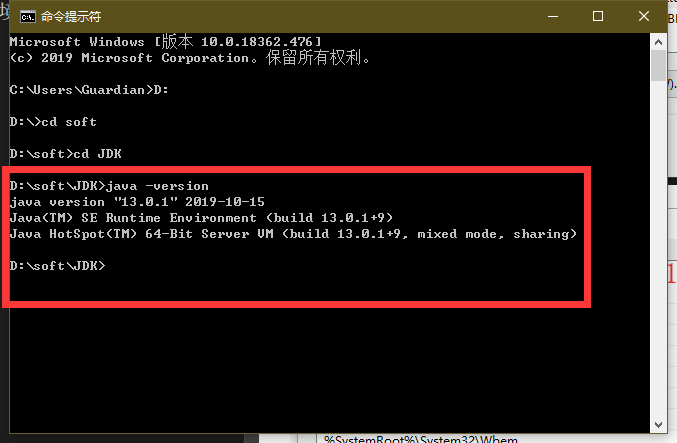 命令提示符
Microsoft Windows [版本 10.0.18362.476]
(c) 2019 Microsoft Corporation。保留所有权利。
C:\Users\Guardian>D:
D:\>cd soft
D:\soft>cd JDK
D:\soft\JDK>java -version
java version "13.0.1" 2019-10-15
Java(TM) SE Runtime Environment (build 13.0.1+9)
Java HotSpot(TM) 64-Bit Server VM (build 13.0.1+9, mixed mode, sharing)
D:\soft\JDK>
%SystemRoot%\System32\Wbem